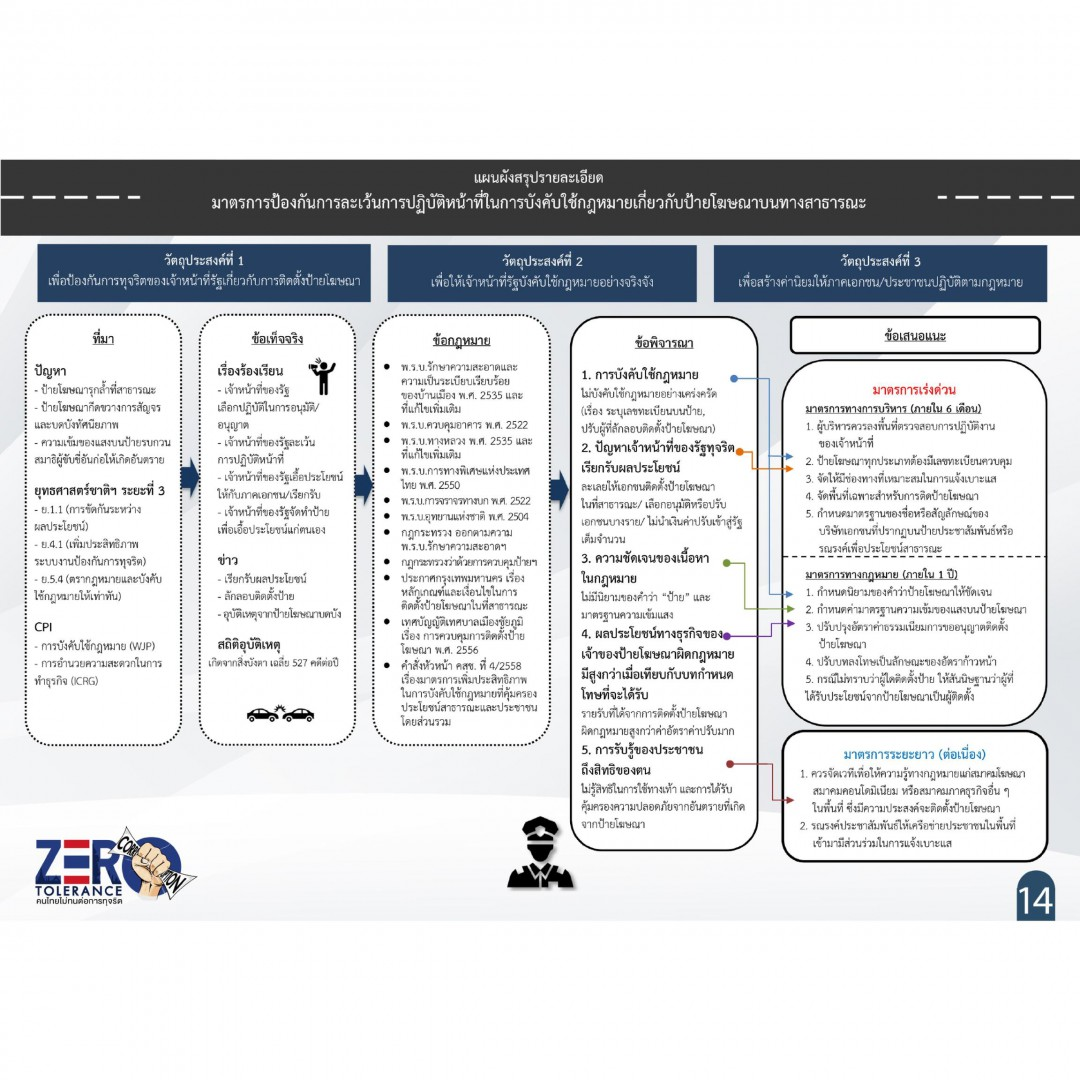 แผนผังสรุปรายละเอียด
มาตรการป้องกันการละเว้นการปฏิบัติหน้าที่ในการบังคับใช้กฎหมายเกี่ยวกับป้ายโฆษณาบนทางสาธารณะ
วัตถุประสงค์ที่ 1
เพื่อป้องกันการทุจริตของเจ้าหน้าที่รัฐเกี่ยวกับการติดตั้งป้ายโฆษณา
วัตถุประสงค์ที่ 2
เพื่อให้เจ้าหน้าที่รัฐบังคับใช้กฎหมายอย่างจริงจัง
วัตถุประสงค์ที่ 3
เพื่อสร้างค่านิยมให้ภาคเอกชน/ประชาชนปฏิบัติตามกฎหมาย
ที่มา
ปัญหา
- ป้ายโฆษณารุกล้ำที่สาธารณะ
- ป้ายโฆษณากีดขวางการสัญจร
และบดบังทัศนียภาพ
- ความเข้มของแสงบนป้ายรบกวน
สมาธิผู้ขับขี่อันก่อให้เกิดอันตราย
ยุทธศาสตร์ชาติฯ ระยะที่ 3
- ย.1.1 (การขัดกันระหว่าง
ผลประโยชน์)
- ย.4.1 (เพิ่มประสิทธิภาพ
ระบบงานป้องกันการทุจริต)
- ย.5.4 (ตรากฎหมายและบังคับ
ใช้กฎหมายให้เท่าทัน)
CPI
- การบังคับใช้กฎหมาย (WJP)
- การอำนวยความสะดวกในการ
ทำธุรกิจ (ICRG)
ข้อเท็จจริง
เรื่องร้องเรียน
- เจ้าหน้าที่ของรัฐ
เลือกปฏิบัติในการอนุมัติ/
อนุญาต
- เจ้าหน้าที่ของรัฐละเว้น
การปฏิบัติหน้าที่
- เจ้าหน้าที่ของรัฐเอื้อประโยชน์
ให้กับภาคเอกชน/เรียกรับ
- เจ้าหน้าที่ของรัฐจัดทำป้าย
เพื่อเอื้อประโยชน์แก่ตนเอง
ข่าว
- เรียกรับผลประโยชน์
- ลักลอบติดตั้งป้าย
- อุบัติเหตุจากป้ายโฆษณาบดบัง
สถิติอุบัติเหตุ
เกิดจากสิ่งบังตา เฉลี่ย 527 คดีต่อปี
ข้อกฎหมาย
● พ.ร.บ.รักษาความสะอาดและ
ความเป็นระเบียบเรียบร้อย
ของบ้านเมือง พ.ศ. 2535 และ
ที่แก้ไขเพิ่มเติม
● พ.ร.บ.ควบคุมอาคาร พ.ศ. 2522
● พ.ร.บ.ทางหลวง พ.ศ. 2535 และ
ที่แก้ไขเพิ่มเติม
● พ.ร.บ.การทางพิเศษแห่งประเทศ
ไทย พ.ศ. 2550
● พ.ร.บ.การจราจรทางบก พ.ศ. 2522
● พ.ร.บ.อุทยานแห่งชาติ พ.ศ. 2504
● กฎกระทรวง ออกตามความ
พ.ร.บ.รักษาความสะอาดฯ
● กฎกระทรวงว่าด้วยการควบคุมป้ายฯ
● ประกาศกรุงเทพมหานคร เรื่อง
หลักเกณฑ์และเงื่อนไขในการ
ติดตั้งป้ายโฆษณาในที่สาธารณะ
● เทศบัญญัติเทศบาลเมืองชัยภูมิ
เรื่อง การควบคุมการติดตั้งป้าย
โฆษณา พ.ศ. 2556
● คำสั่งหัวหน้า คสช. ที่ 4/2558
เรื่องมาตรการเพิ่มประสิทธิภาพ
ในการบังคับใช้กฎหมายที่คุ้มครอง
ประโยชน์สาธารณะและประชาชน
โดยส่วนรวม
ข้อพิจารณา
1. การบังคับใช้กฎหมาย
ไม่บังคับใช้กฎหมายอย่างเคร่งครัด
(เรื่อง ระบุเลขทะเบียนบนป้าย,
ปรับผู้ที่ลักลอบติดตั้งป้ายโฆษณา)
2. ปัญหาเจ้าหน้าที่ของรัฐทุจริต
เรียกรับผลประโยชน์
ละเลยให้เอกชนติดตั้งป้ายโฆษณา
ในที่สาธารณะ/ เลือกอนุมัติหรือปรับ
เอกชนบางราย/ ไม่นำเงินค่าปรับเข้าสู่รัฐ
เต็มจำนวน
3. ความชัดเจนของเนื้อหา
ในกฎหมาย
ไม่มีนิยามของคำว่า “ป้าย” และ
มาตรฐานความเข้มแสง
4. ผลประโยชน์ทางธุรกิจของ
เจ้าของป้ายโฆษณาผิดกฎหมาย
มีสูงกว่าเมื่อเทียบกับบทกำหนด
โทษที่จะได้รับ
รายรับที่ได้จากการติดตั้งป้ายโฆษณา
ผิดกฎหมายสูงกว่าค่าอัตราค่าปรับมาก
5. การรับรู้ของประชาชน
ถึงสิทธิของตน
ไม่รู้สิทธิในการใช้ทางเท้า และการได้รับ
คุ้มครองความปลอดภัยจากอันตรายที่เกิด
จากป้ายโฆษณา
ข้อเสนอแนะ
มาตรการเร่งด่วน
มาตรการทางการบริหาร (ภายใน 6 เดือน)
1. ผู้บริหารควรลงพื้นที่ตรวจสอบการปฏิบัติงาน
ของเจ้าหน้าที่
2. ป้ายโฆษณาทุกประเภทต้องมีเลขทะเบียนควบคุม
3. จัดให้มีช่องทางที่เหมาะสมในการแจ้งเบาะแส
4. จัดพื้นที่เฉพาะสำหรับการติดป้ายโฆษณา
5. กำหนดมาตรฐานของชื่อหรือสัญลักษณ์ของ
บริษัทเอกชนที่ปรากฏบนป้ายประชาสัมพันธ์หรือ
รณรงค์เพื่อประโยชน์สาธารณะ
มาตรการทางกฎหมาย (ภายใน 1 ปี)
1. กำหนดนิยามของคำว่าป้ายโฆษณาให้ชัดเจน
2. กำหนดค่ามาตรฐานความเข้มของแสงบนป้ายโฆษณา
3. ปรับปรุงอัตราค่าธรรมเนียมการขออนุญาตติดตั้ง
ป้ายโฆษณา
4. ปรับบทลงโทษเป็นลักษณะของอัตราก้าวหน้า
5. กรณีไม่ทราบว่าผู้ใดติดตั้งป้าย ให้สันนิษฐานว่าผู้ที่
ได้รับประโยชน์จากป้ายโฆษณาเป็นผู้ติดตั้ง
มาตรการระยะยาว (ต่อเนื่อง)
1. ควรจัดเวทีเพื่อให้ความรู้ทางกฎหมายแก่สมาคมโฆษณา
สมาคมคอนโดมิเนียม หรือสมาคมภาคธุรกิจอื่น ๆ
ในพื้นที่ ซึ่งมีความประสงค์จะติดตั้งป้ายโฆษณา
2. รณรงค์ประชาสัมพันธ์ให้เครือข่ายประชาชนในพื้นที่
เข้ามามีส่วนร่วมในการแจ้งเบาะแส
ZERO
CORRUPTION
TOLERANCE
คนไทยไม่ทนต่อการทุจริต
14